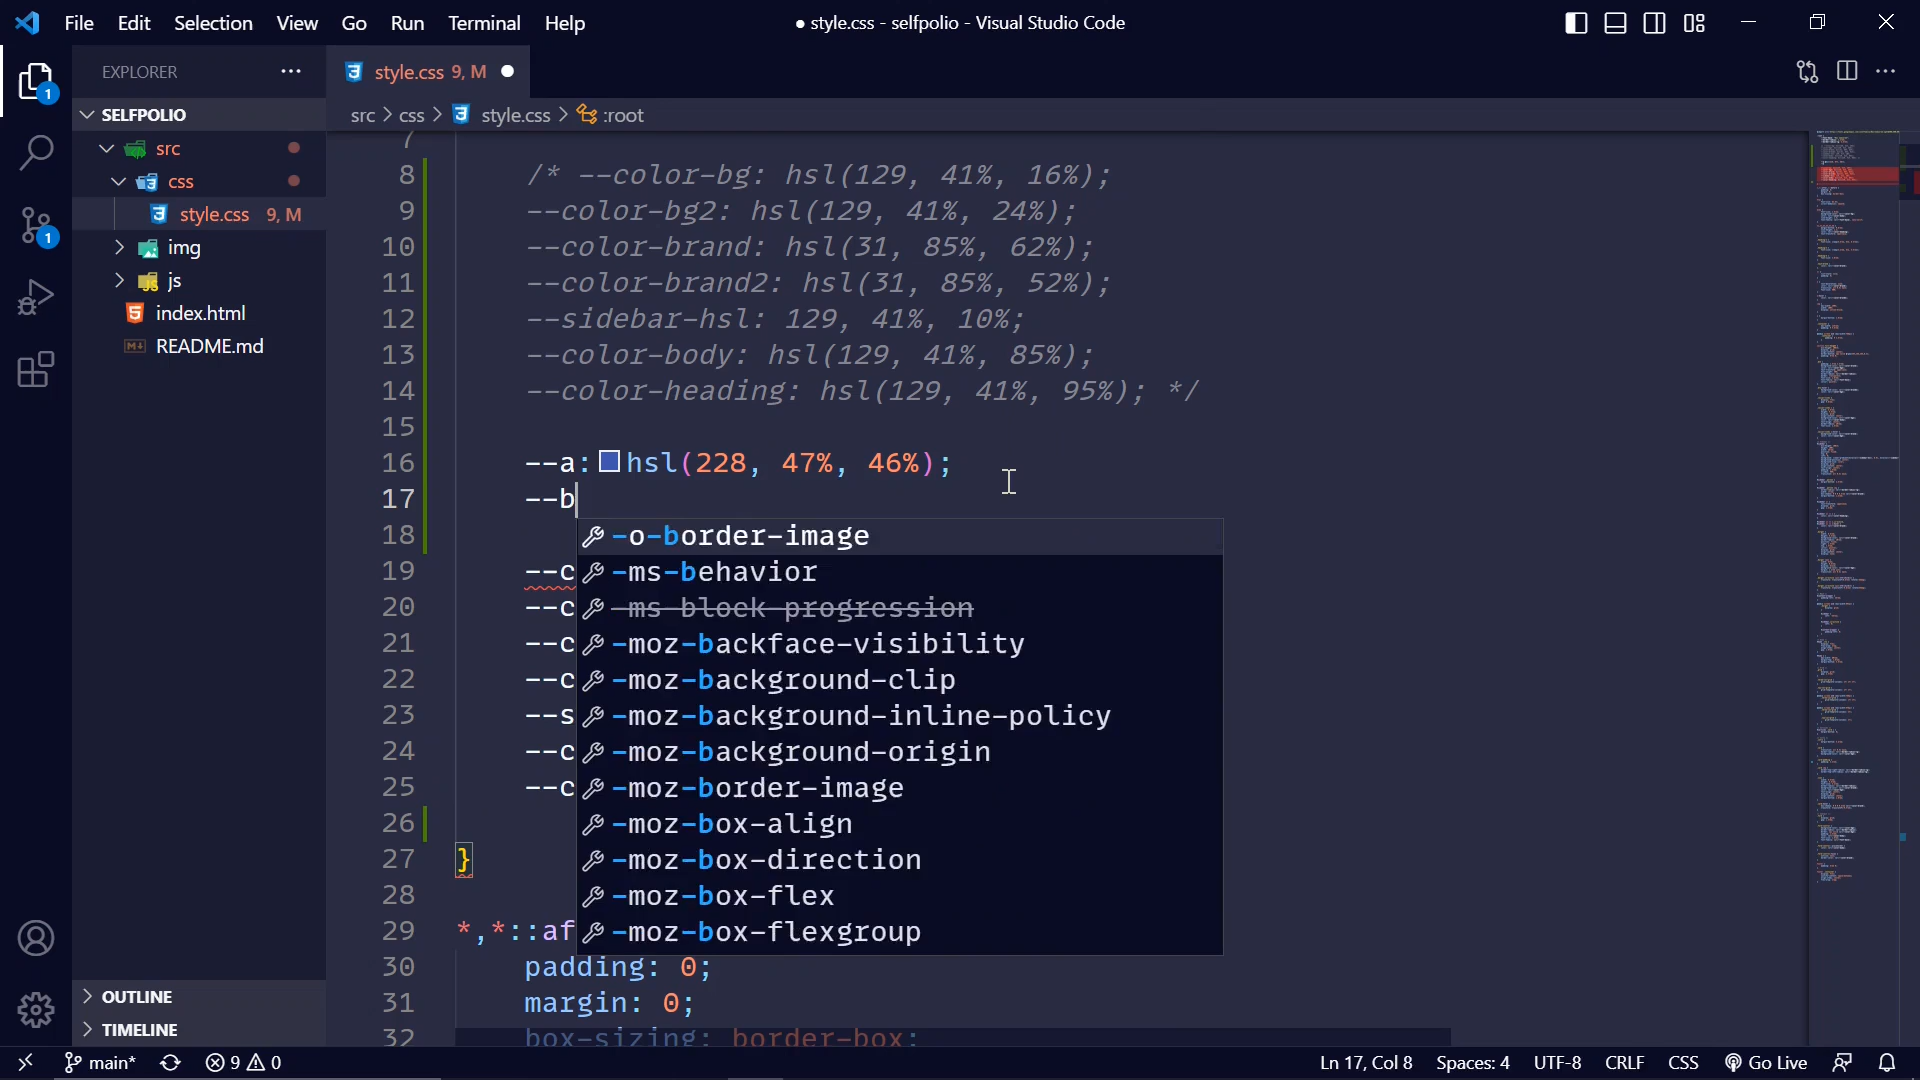 File Edit Selection View Go Run Terminal Help
● style.css - selfpolio - Visual Studio Code
EXPLORER
style.css 9, M
SELFPOLIO
src > css > style.css > :root
src
css
style.css 9, M
img
js
index.html
README.md
OUTLINE
TIMELINE
7
8 /* --color-bg: hsl(129, 41%, 16%);
9 --color-bg2: hsl(129, 41%, 24%);
10 --color-brand: hsl(31, 85%, 62%);
11 --color-brand2: hsl(31, 85%, 52%);
12 --sidebar-hsl: 129, 41%, 10%;
13 --color-body: hsl(129, 41%, 85%);
14 --color-heading: hsl(129, 41%, 95%); */
15
16 --a: hsl(228, 47%, 46%);
17 --b
18 -o-border-image
19 --c -ms-behavior
20 --c -ms-block-progression
21 --c -moz-backface-visibility
22 --c -moz-background-clip
23 --s -moz-background-inline-policy
24 --c -moz-background-origin
25 --c -moz-border-image
26 -moz-box-align
27 } -moz-box-direction
28 -moz-box-flex
29 *,*::af -moz-box-flexgroup
30 padding: 0;
31 margin: 0;
32 box-sizing: border-box;
1
1
main* 9 0 Ln 17, Col 8 Spaces: 4 UTF-8 CRLF CSS Go Live